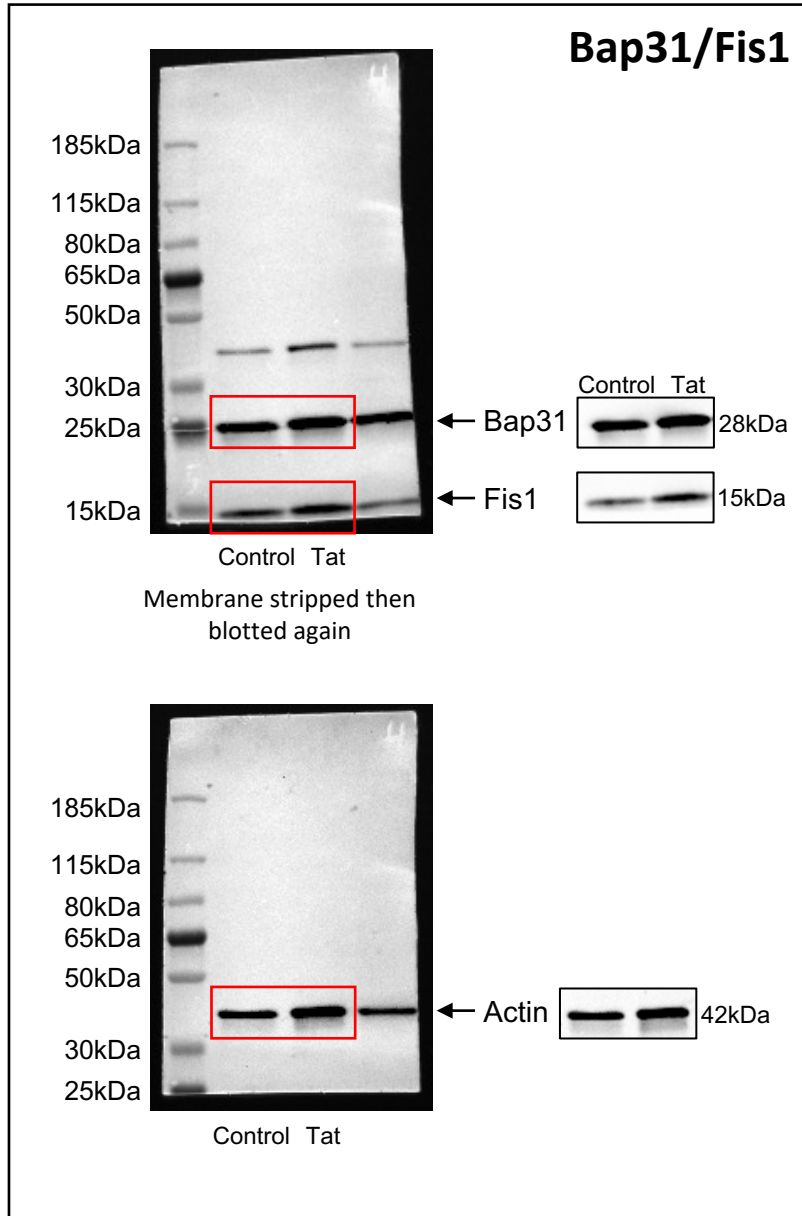 Bap31/Fis1
185kDa
115kDa
80kDa
65kDa
50kDa
30kDa
25kDa
15kDa
Bap31
Fis1
Control Tat
28kDa
15kDa
Control Tat
Membrane stripped then
blotted again
185kDa
115kDa
80kDa
65kDa
50kDa
30kDa
25kDa
Actin
42kDa
Control Tat